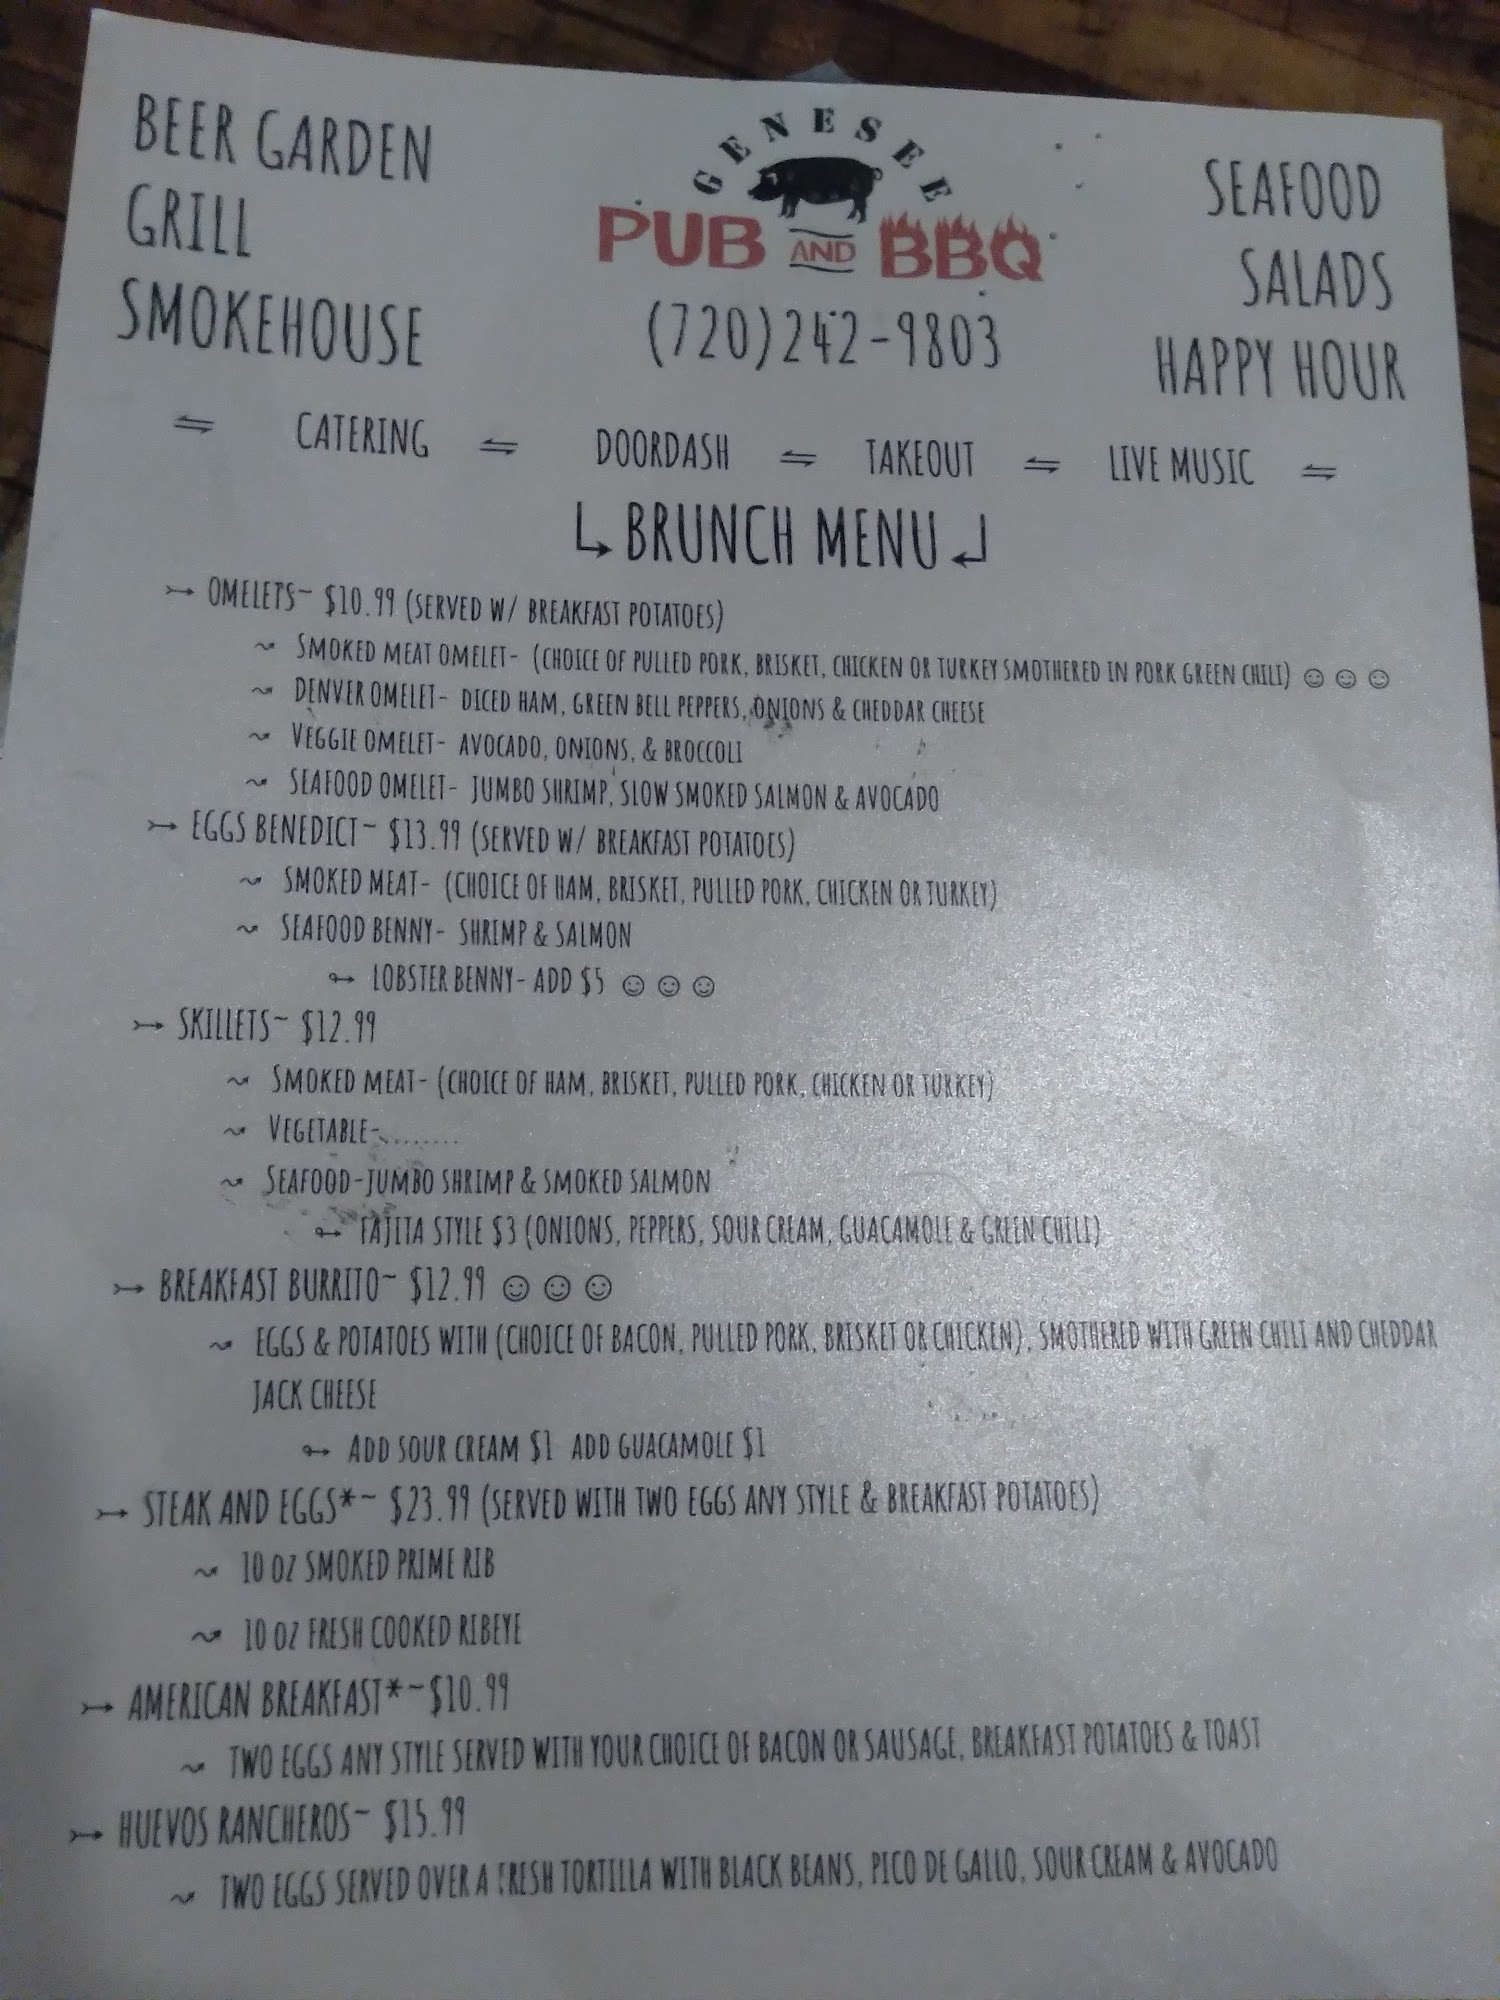 BEER GARDEN
GRILL
SMOKEHOUSE
GENESEE
PUB AND BBQ
(720)242-9803
SEAFOOD
SALADS
HAPPY HOUR
⇋ CATERING ⇋ DOORDASH ⇋ TAKEOUT ⇋ LIVE MUSIC ⇋
↳ BRUNCH MENU ↲
OMELETS~ $10.99 (SERVED W/ BREAKFAST POTATOES)
SMOKED MEAT OMELET- (CHOICE OF PULLED PORK, BRISKET, CHICKEN OR TURKEY SMOTHERED IN PORK GREEN CHILI) ☺ ☺ ☺
DENVER OMELET- DICED HAM, GREEN BELL PEPPERS, ONIONS & CHEDDAR CHEESE
VEGGIE OMELET- AVOCADO, ONIONS, & BROCCOLI
SEAFOOD OMELET- JUMBO SHRIMP, SLOW SMOKED SALMON & AVOCADO
EGGS BENEDICT~ $13.99 (SERVED W/ BREAKFAST POTATOES)
SMOKED MEAT- (CHOICE OF HAM, BRISKET, PULLED PORK, CHICKEN OR TURKEY)
SEAFOOD BENNY- SHRIMP & SALMON
LOBSTER BENNY- ADD $5 ☺ ☺ ☺
SKILLETS~ $12.99
SMOKED MEAT- (CHOICE OF HAM, BRISKET, PULLED PORK, CHICKEN OR TURKEY)
VEGETABLE-.........
SEAFOOD-JUMBO SHRIMP & SMOKED SALMON
FAJITA STYLE $3 (ONIONS, PEPPERS, SOUR CREAM, GUACAMOLE & GREEN CHILI)
BREAKFAST BURRITO~ $12.99 ☺ ☺ ☺
EGGS & POTATOES WITH (CHOICE OF BACON, PULLED PORK, BRISKET OR CHICKEN), SMOTHERED WITH GREEN CHILI AND CHEDDAR
JACK CHEESE
ADD SOUR CREAM $1 ADD GUACAMOLE $1
STEAK AND EGGS*~ $23.99 (SERVED WITH TWO EGGS ANY STYLE & BREAKFAST POTATOES)
10 OZ SMOKED PRIME RIB
10 OZ FRESH COOKED RIBEYE
AMERICAN BREAKFAST*~$10.99
TWO EGGS ANY STYLE SERVED WITH YOUR CHOICE OF BACON OR SAUSAGE, BREAKFAST POTATOES & TOAST
HUEVOS RANCHEROS~ $15.99
TWO EGGS SERVED OVER A FRESH TORTILLA WITH BLACK BEANS, PICO DE GALLO, SOUR CREAM & AVOCADO